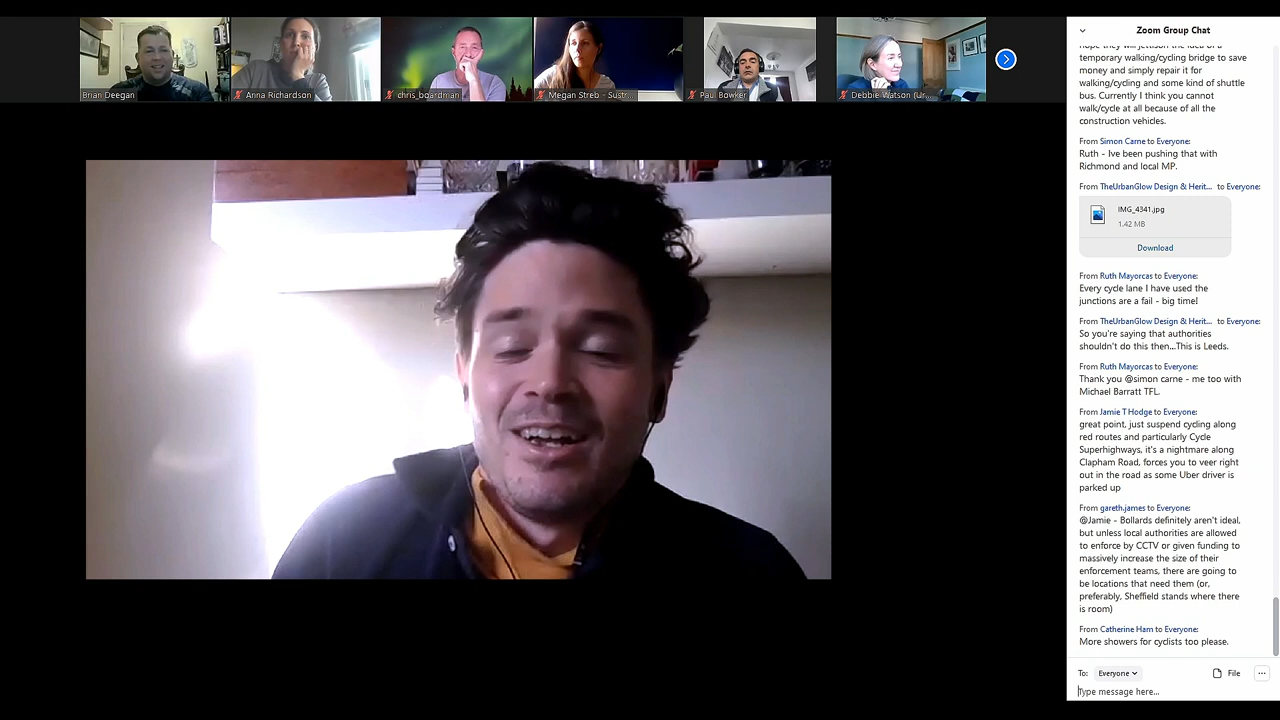 Brian Deegan
Anna Richardson
chris_boardman
Megan Streb - Sustr...
Paul Bowker
Debbie Watson (Ur...
Zoom Group Chat
hope they will jettison the idea of a
temporary walking/cycling bridge to save
money and simply repair it for
walking/cycling and some kind of shuttle
bus. Currently I think you cannot
walk/cycle at all because of all the
construction vehicles.
From Simon Carne to Everyone:
Ruth - Ive been pushing that with
Richmond and local MP.
From TheUrbanGlow Design & Herit... to Everyone:
IMG_4341.jpg
1.42 MB
Download
From Ruth Mayorcas to Everyone:
Every cycle lane I have used the
junctions are a fail - big time!
From TheUrbanGlow Design & Herit... to Everyone:
So you're saying that authorities
shouldn't do this then...This is Leeds.
From Ruth Mayorcas to Everyone:
Thank you @simon carne - me too with
Michael Barratt TFL.
From Jamie T Hodge to Everyone:
great point, just suspend cycling along
red routes and particularly Cycle
Superhighways, it's a nightmare along
Clapham Road, forces you to veer right
out in the road as some Uber driver is
parked up
From gareth.james to Everyone:
@Jamie - Bollards definitely aren't ideal,
but unless local authorities are allowed
to enforce by CCTV or given funding to
massively increase the size of their
enforcement teams, there are going to
be locations that need them (or,
preferably, Sheffield stands where there
is room)
From Catherine Ham to Everyone:
More showers for cyclists too please.
To: Everyone
File
Type message here...